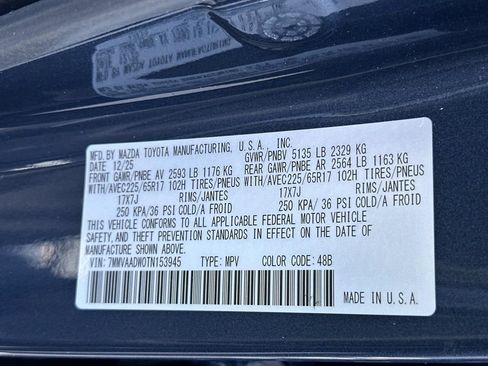 MFD.BY MAZDA TOYOTA MANUFACTURING, U.S.A., INC.
12/25 GVWR/PNBV 5135 LB 2329 KG
FRONT GAWR/PNBE AV 2593 LB 1176 KG REAR GAWR/PNBE AR 2564 LB 1163 KG
WITH/AVEC225/65R17 102H TIRES/PNEUS WITH/AVEC225/65R17 102H TIRES/PNEUS
17X7J RIMS/JANTES 17X7J RIMS/JANTES
250 KPA/36 PSI COLD/A FROID 250 KPA/36 PSI COLD/A FROID
THIS VEHICLE CONFORMS TO ALL APPLICABLE FEDERAL MOTOR VEHICLE
SAFETY, AND THEFT PREVENTION STANDARDS IN EFFECT ON THE DATE OF
MANUFACTURE SHOWN ABOVE.
VIN: 7MMVAADW0TN153945 TYPE: MPV COLOR CODE: 48B
MADE IN U.S.A.